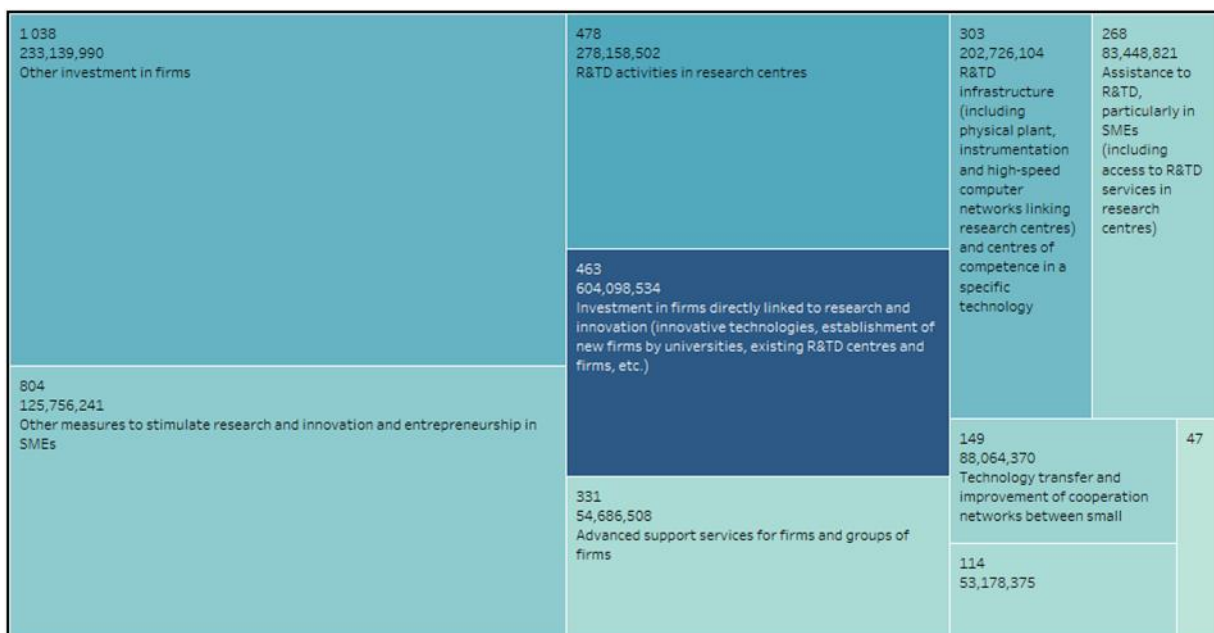 1 038
233,139,990
Other investment in firms
804
125,756,241
Other measures to stimulate research and innovation and entrepreneurship in
SMEs
478
278,158,502
R&TD activities in research centres
463
604,098,534
Investment in firms directly linked to research and
innovation (innovative technologies, establishment of
new firms by universities, existing R&TD centres and
firms, etc.)
331
54,686,508
Advanced support services for firms and groups of
firms
303
202,726,104
R&TD
infrastructure
(including
physical plant,
instrumentation
and high-speed
computer
networks linking
research centres)
and centres of
competence in a
specific
technology
268
83,448,821
Assistance to
R&TD,
particularly in
SMEs
(including
access to R&TD
services in
research
centres)
149
88,064,370
Technology transfer and
improvement of cooperation
networks between small
47
114
53,178,375